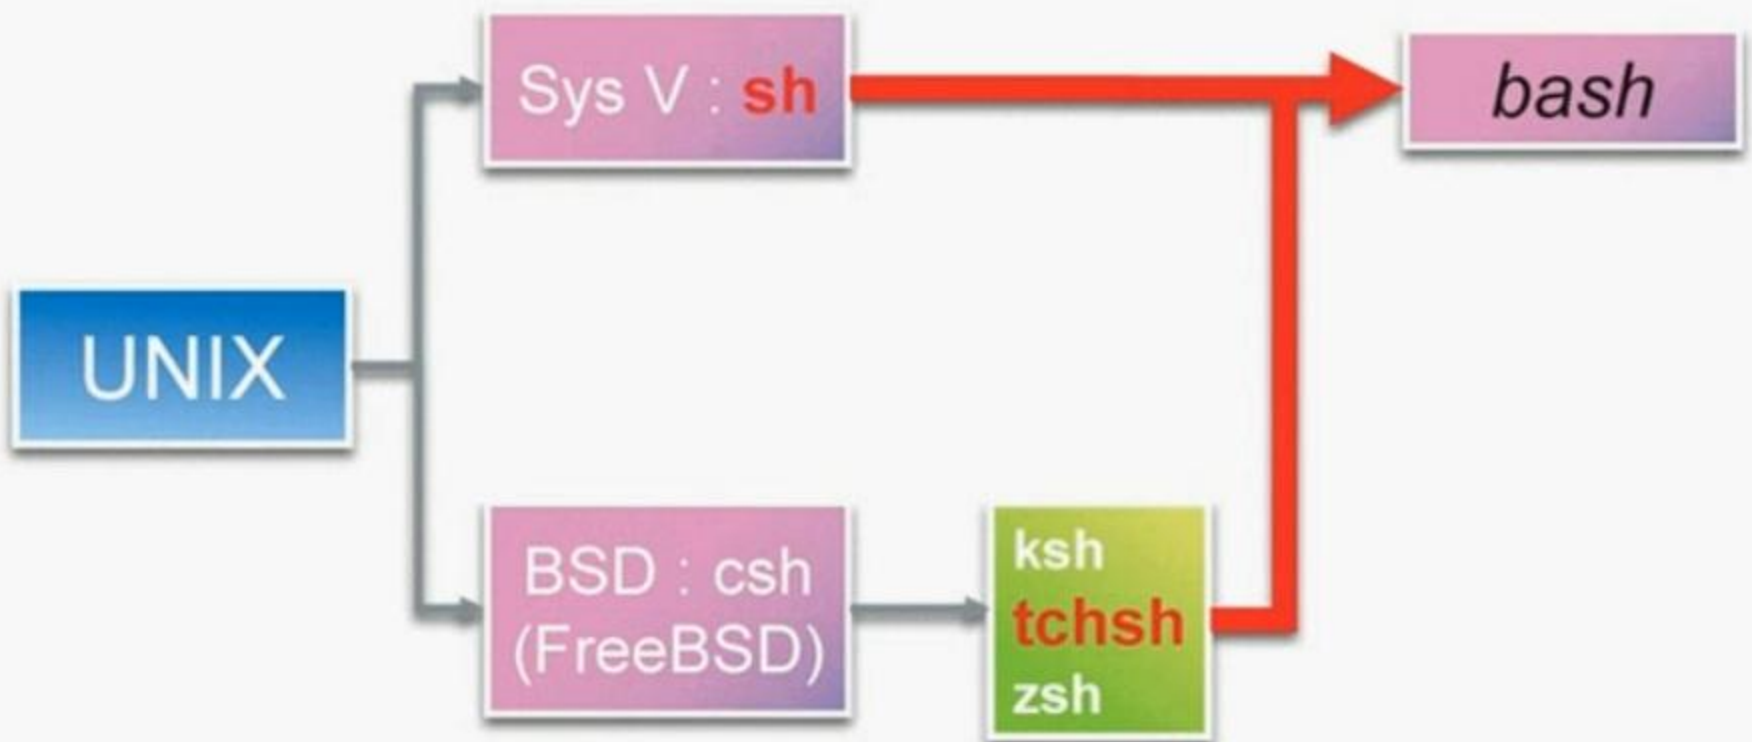 Sys V : sh
bash
UNIX
BSD : csh
(FreeBSD)
ksh
tchsh
zsh